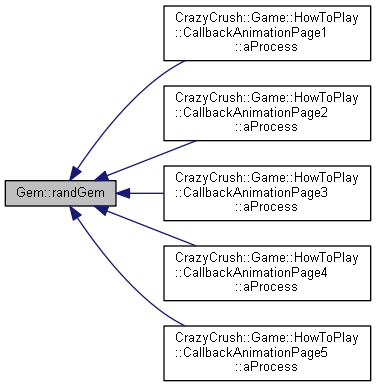 CrazyCrush::Game::HowToPlay
::CallbackAnimationPage1
::aProcess
CrazyCrush::Game::HowToPlay
::CallbackAnimationPage2
::aProcess
Gem::randGem
CrazyCrush::Game::HowToPlay
::CallbackAnimationPage3
::aProcess
CrazyCrush::Game::HowToPlay
::CallbackAnimationPage4
::aProcess
CrazyCrush::Game::HowToPlay
::CallbackAnimationPage5
::aProcess